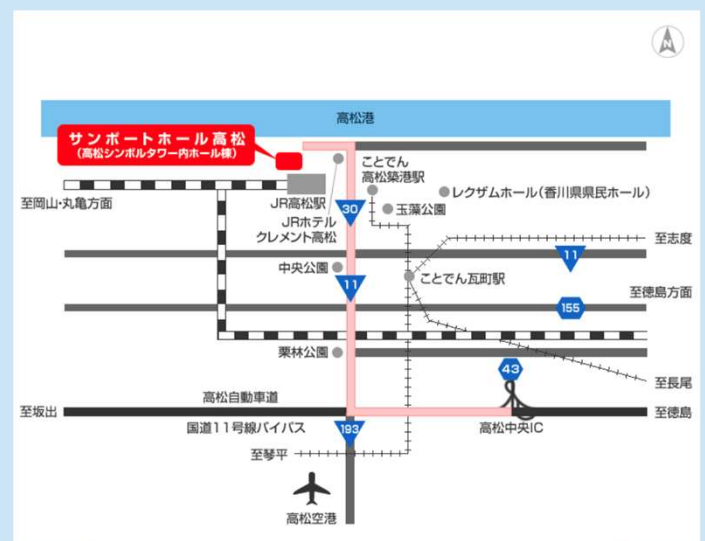 N
高松港
サンポートホール高松
(高松シンボルタワー内ホール棟)
ことでん
高松築港駅
レクザムホール(香川県県民ホール)
至岡山・丸亀方面
JR高松駅
玉藻公園
30
JRホテル
クレメント高松
至志度
中央公園
11
ことでん瓦町駅
11
至徳島方面
155
栗林公園
43
至長尾
高松自動車道
至坂出
至徳島
国道11号線バイパス
193
高松中央IC
至琴平
高松空港